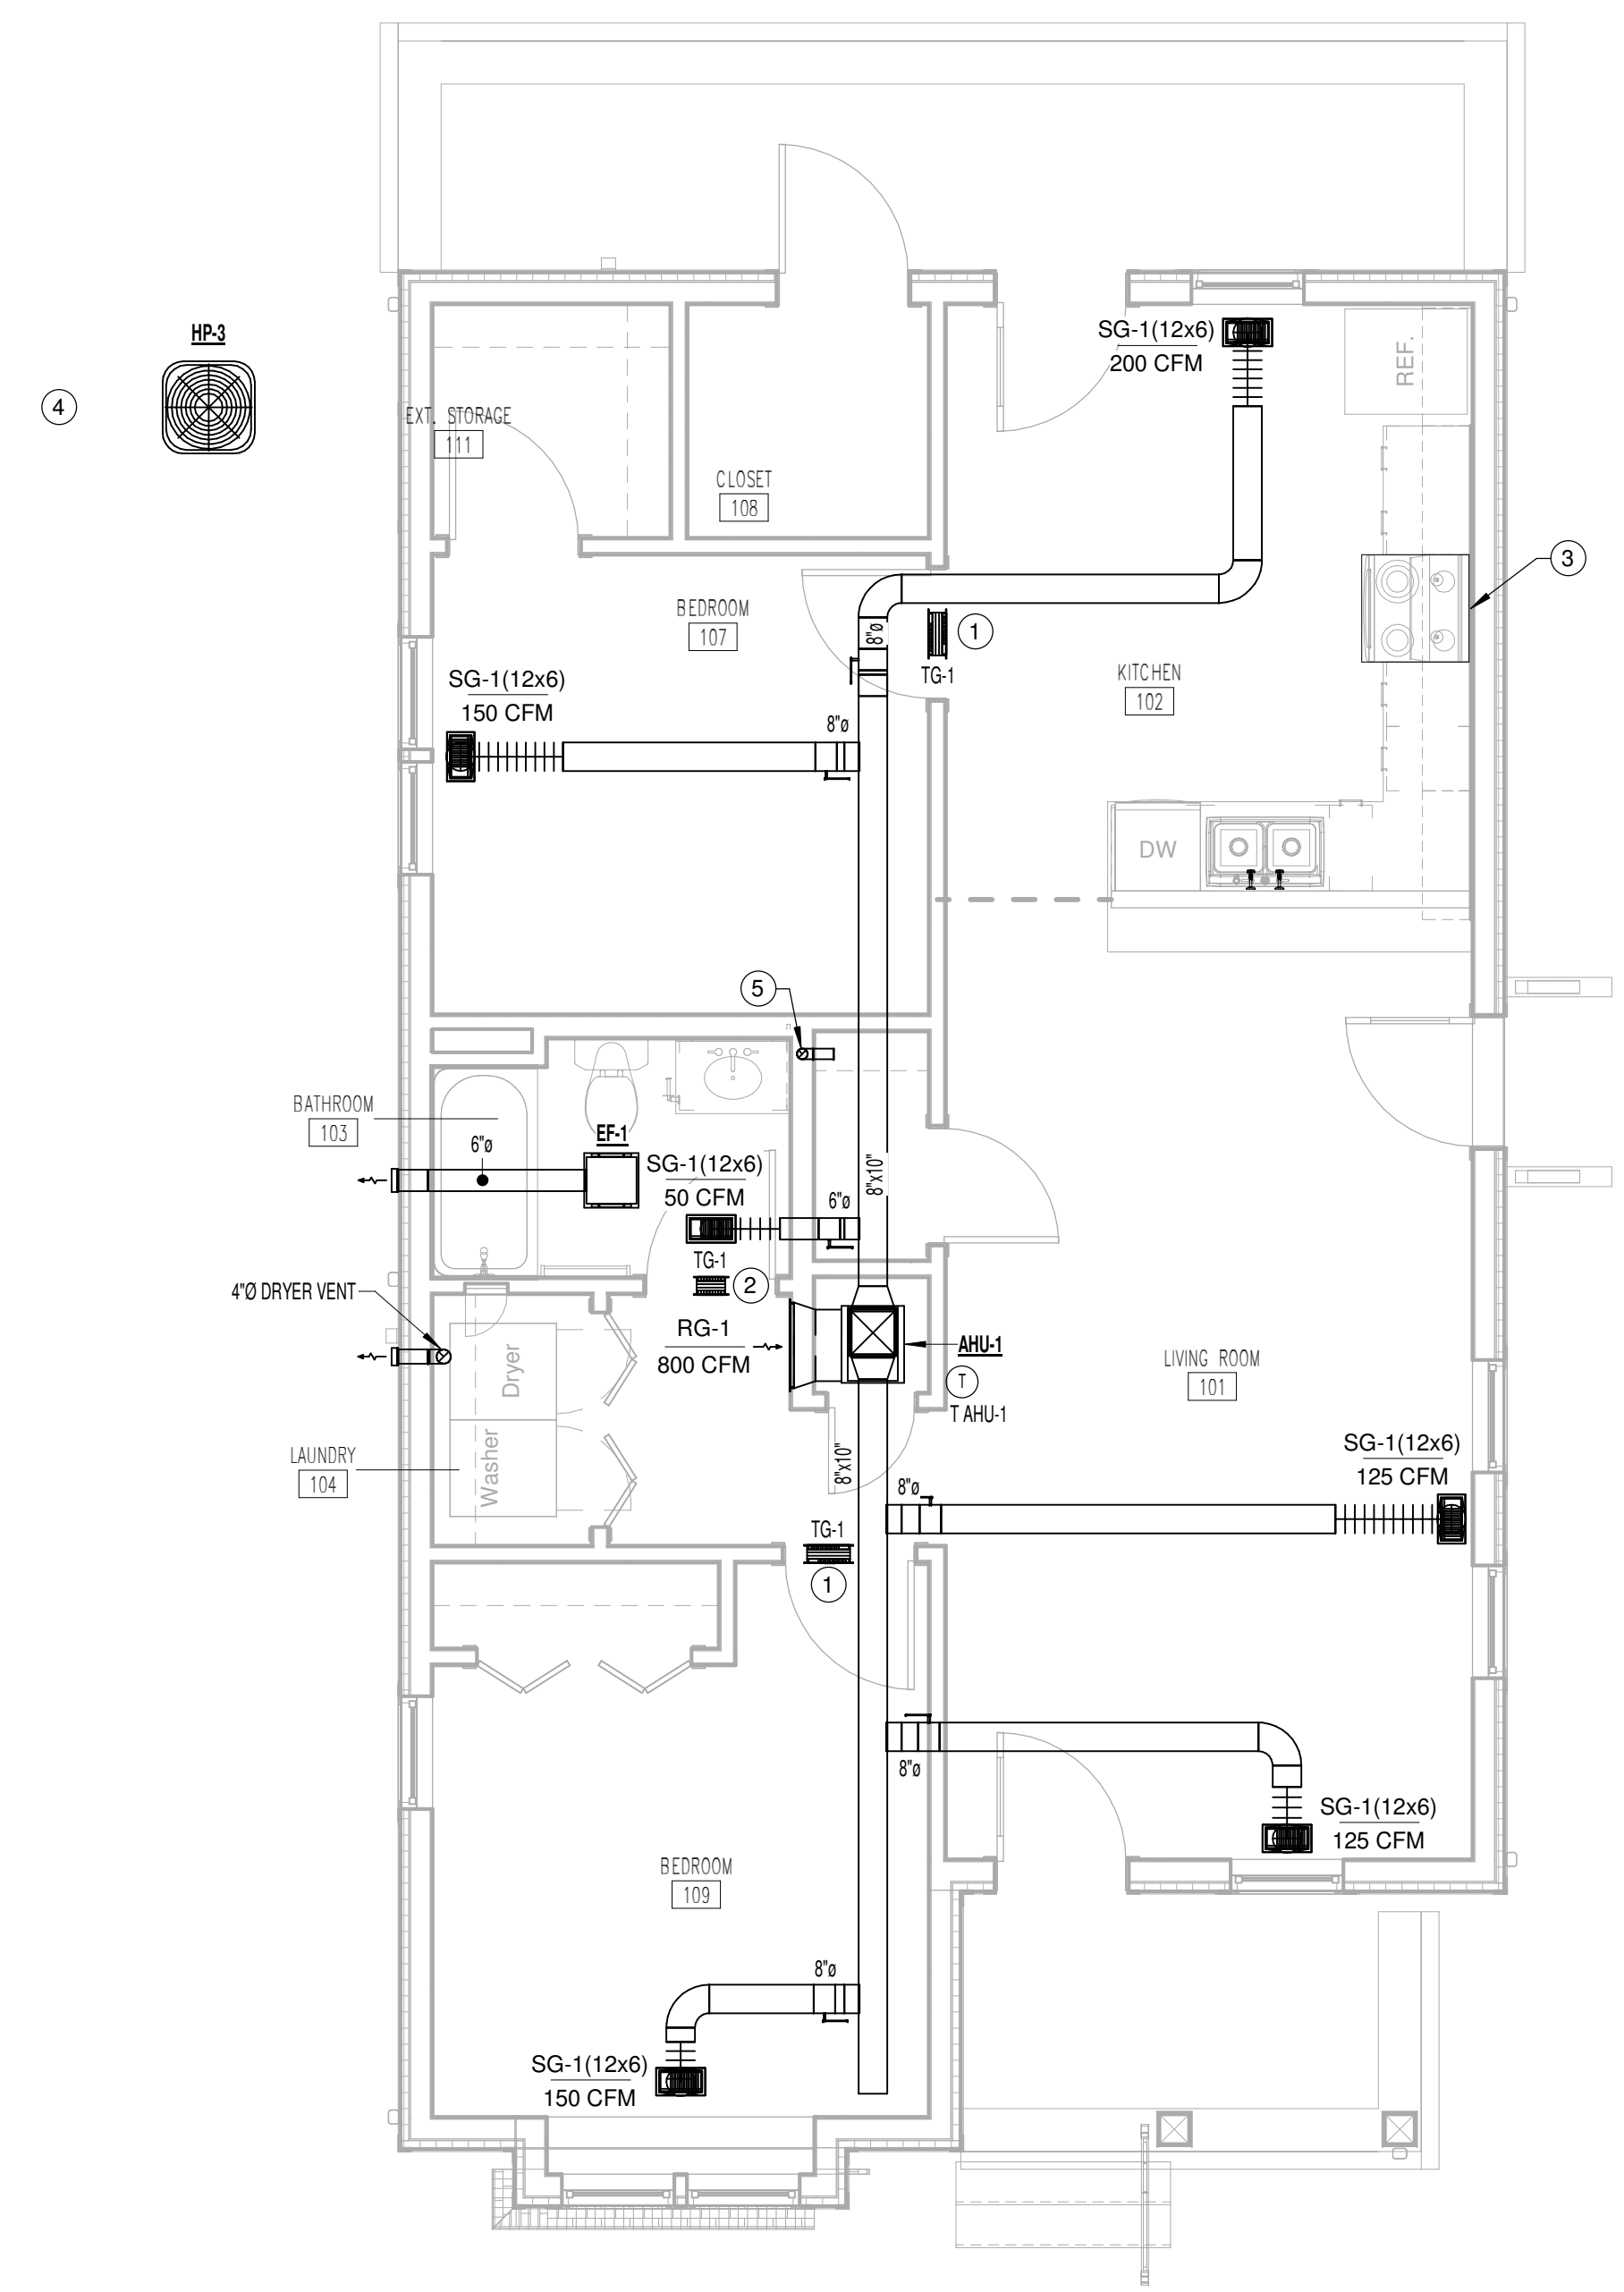 HP-3
4
SG-1(12x6)
200 CFM
REF.
EXT. STORAGE
111
CLOSET
108
3
BEDROOM
107
8"ø
1
TG-1
KITCHEN
102
SG-1(12x6)
150 CFM
8"ø
DW
5
BATHROOM
103
6"ø
EF-1
SG-1(12x6)
50 CFM
6"ø
8"x10"
TG-1
2
4"Ø DRYER VENT
RG-1
800 CFM
AHU-1
T
T AHU-1
LIVING ROOM
101
Dryer
Washer
LAUNDRY
104
8"x10"
SG-1(12x6)
125 CFM
8"ø
TG-1
1
8"ø
SG-1(12x6)
125 CFM
BEDROOM
109
8"ø
SG-1(12x6)
150 CFM